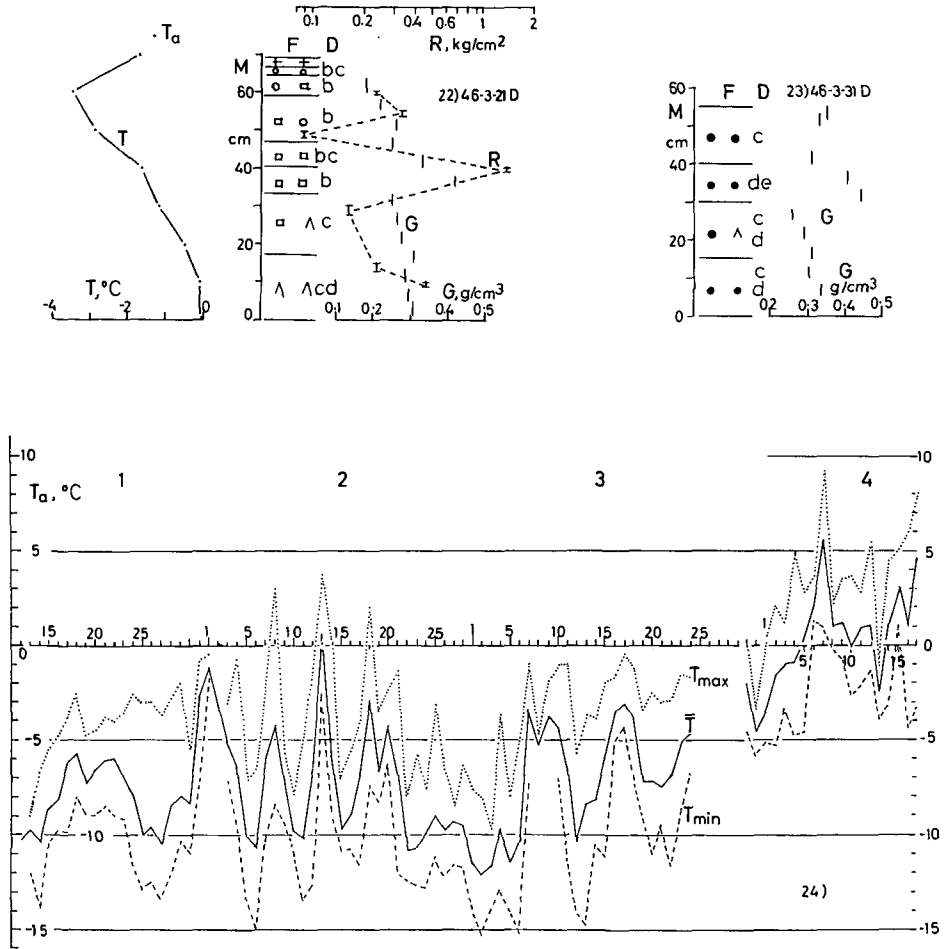 0.1 0.2 0.4 0.6 1 2
R, kg/cm²
Tₐ
F D
M
bc
60
b
22) 46-3-21 D
b
T
cm
bc
R
40
b
c
G
20
cd
G, g/cm³
0
0.1 0.2 0.4 0.5
T, °C
-4 -2 0
60
F D 23) 46-3-31 D
M
c
cm
40
de
c
G
20
d
c
G
d
g/cm³
0
0.2 0.3 0.4 0.5
10 10
1 2 3 4
Tₐ, °C
5 5
15 20 25 1 5 10 15 20 25 1 5 10 15 20 25 1
0 5 10 15 0
Tmax
T̿
-5 -5
Tmin
-10 -10
24)
-15 -15